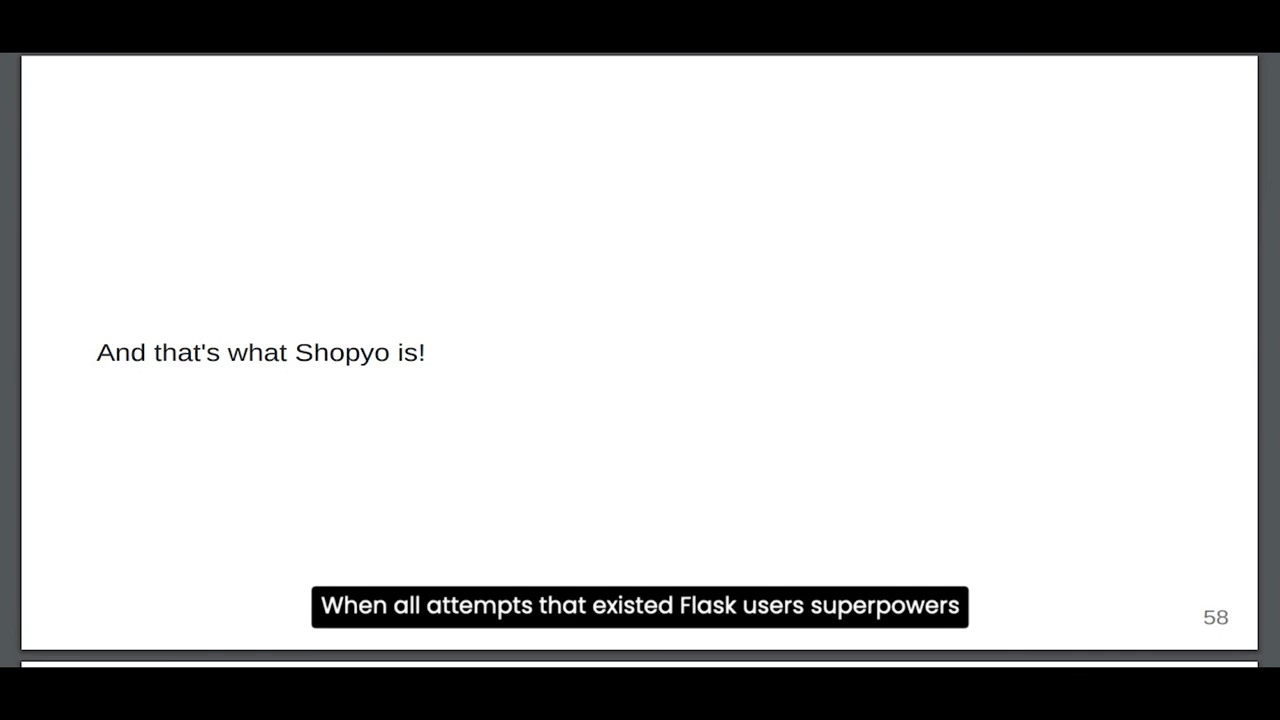 And that's what Shopyo is!
When all attempts that existed Flask users superpowers
58